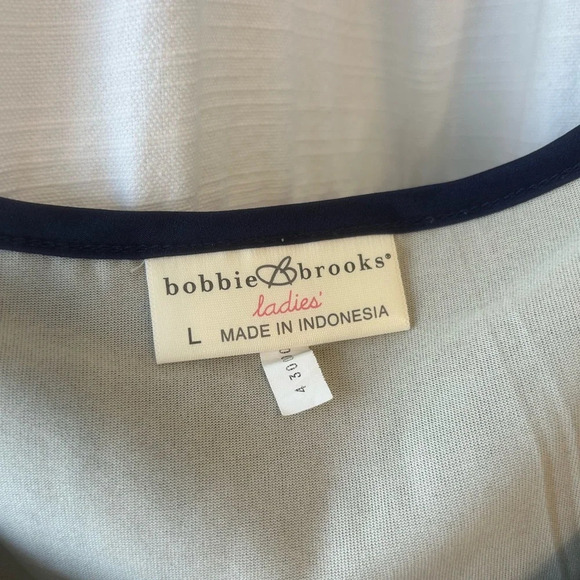 bobbie B brooks®
ladies'
L MADE IN INDONESIA